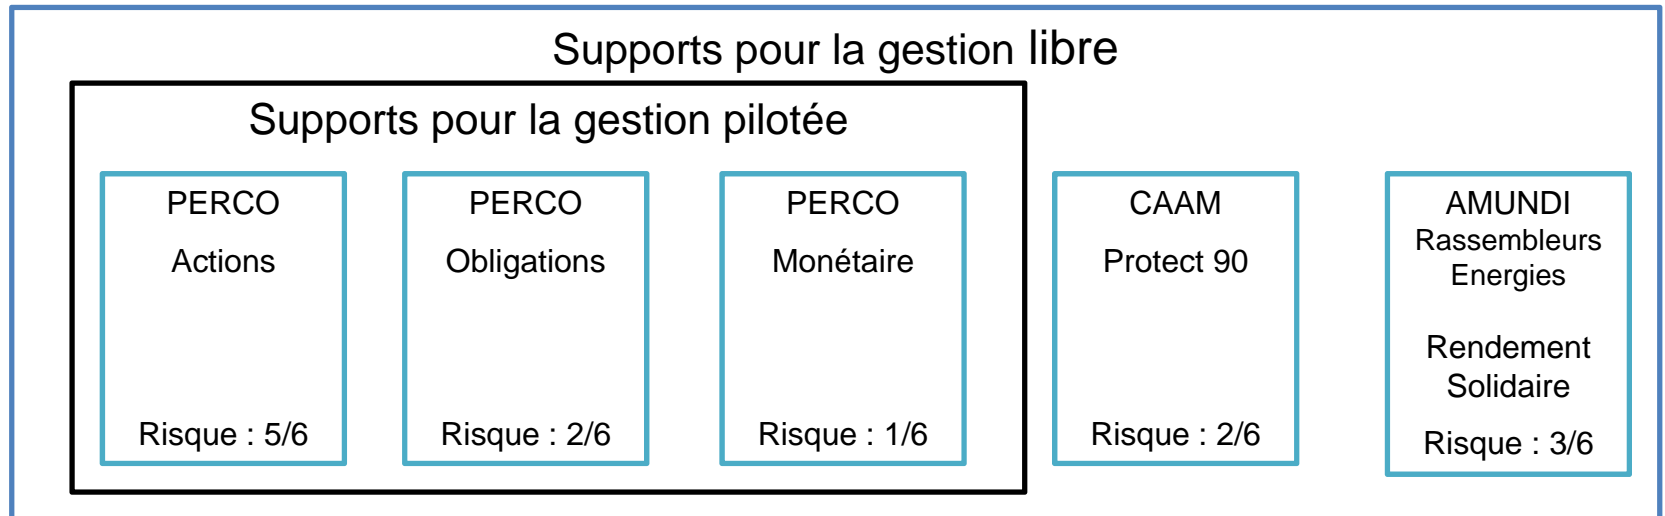 Supports pour la gestion libre
Supports pour la gestion pilotée
PERCO
Actions
Risque : 5/6
PERCO
Obligations
Risque : 2/6
PERCO
Monétaire
Risque : 1/6
CAAM
Protect 90
Risque : 2/6
AMUNDI
Rassembleurs
Energies
Rendement
Solidaire
Risque : 3/6